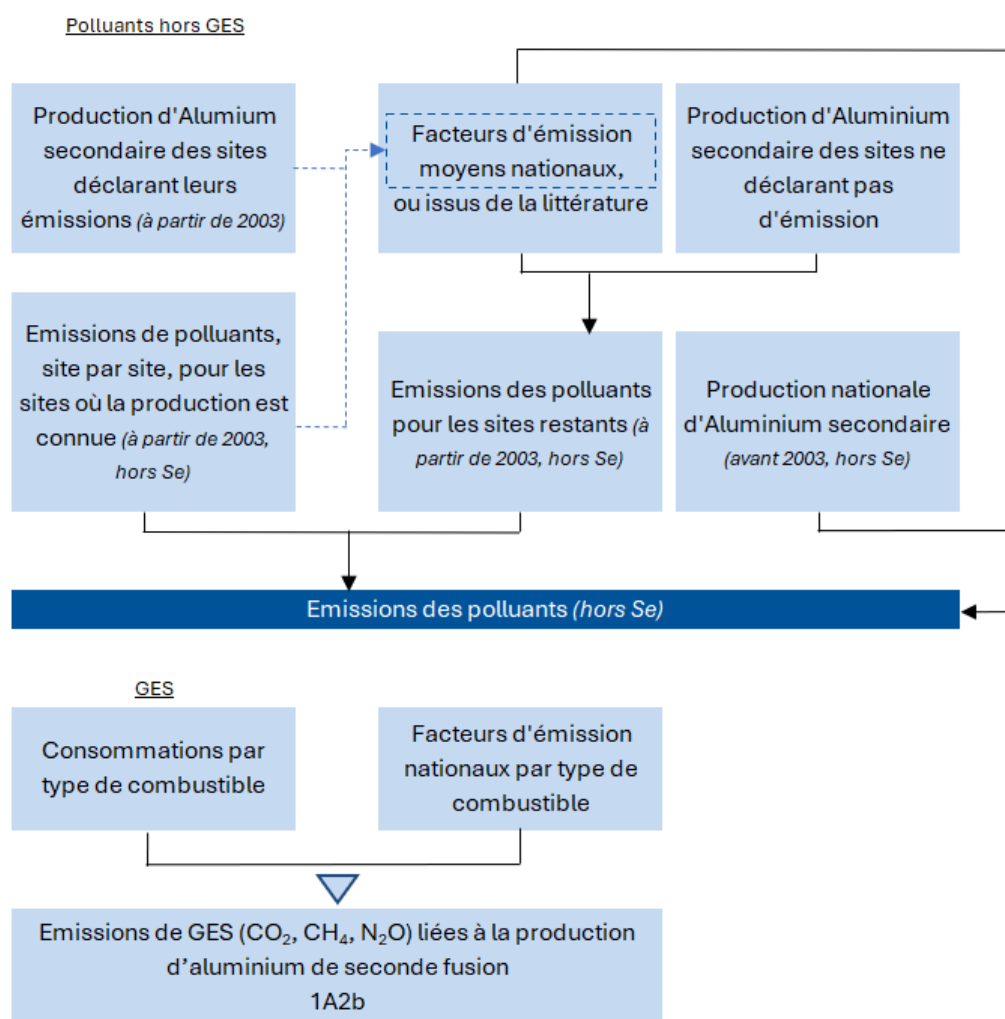 Polluants hors GES
Production d'Alumium
secondaire des sites
déclarant leurs
émissions (à partir de 2003)
Facteurs d'émission
moyens nationaux,
ou issus de la littérature
Production d'Aluminium
secondaire des sites ne
déclarant pas
d'émission
Emissions de polluants,
site par site, pour les
sites où la production est
connue (à partir de 2003,
hors Se)
Emissions des polluants
pour les sites restants (à
partir de 2003, hors Se)
Production nationale
d'Aluminium secondaire
(avant 2003, hors Se)
Emissions des polluants (hors Se)
GES
Consommations par
type de combustible
Facteurs d'émission
nationaux par type de
combustible
Emissions de GES (CO₂, CH₄, N₂O) liées à la production
d’aluminium de seconde fusion
1A2b